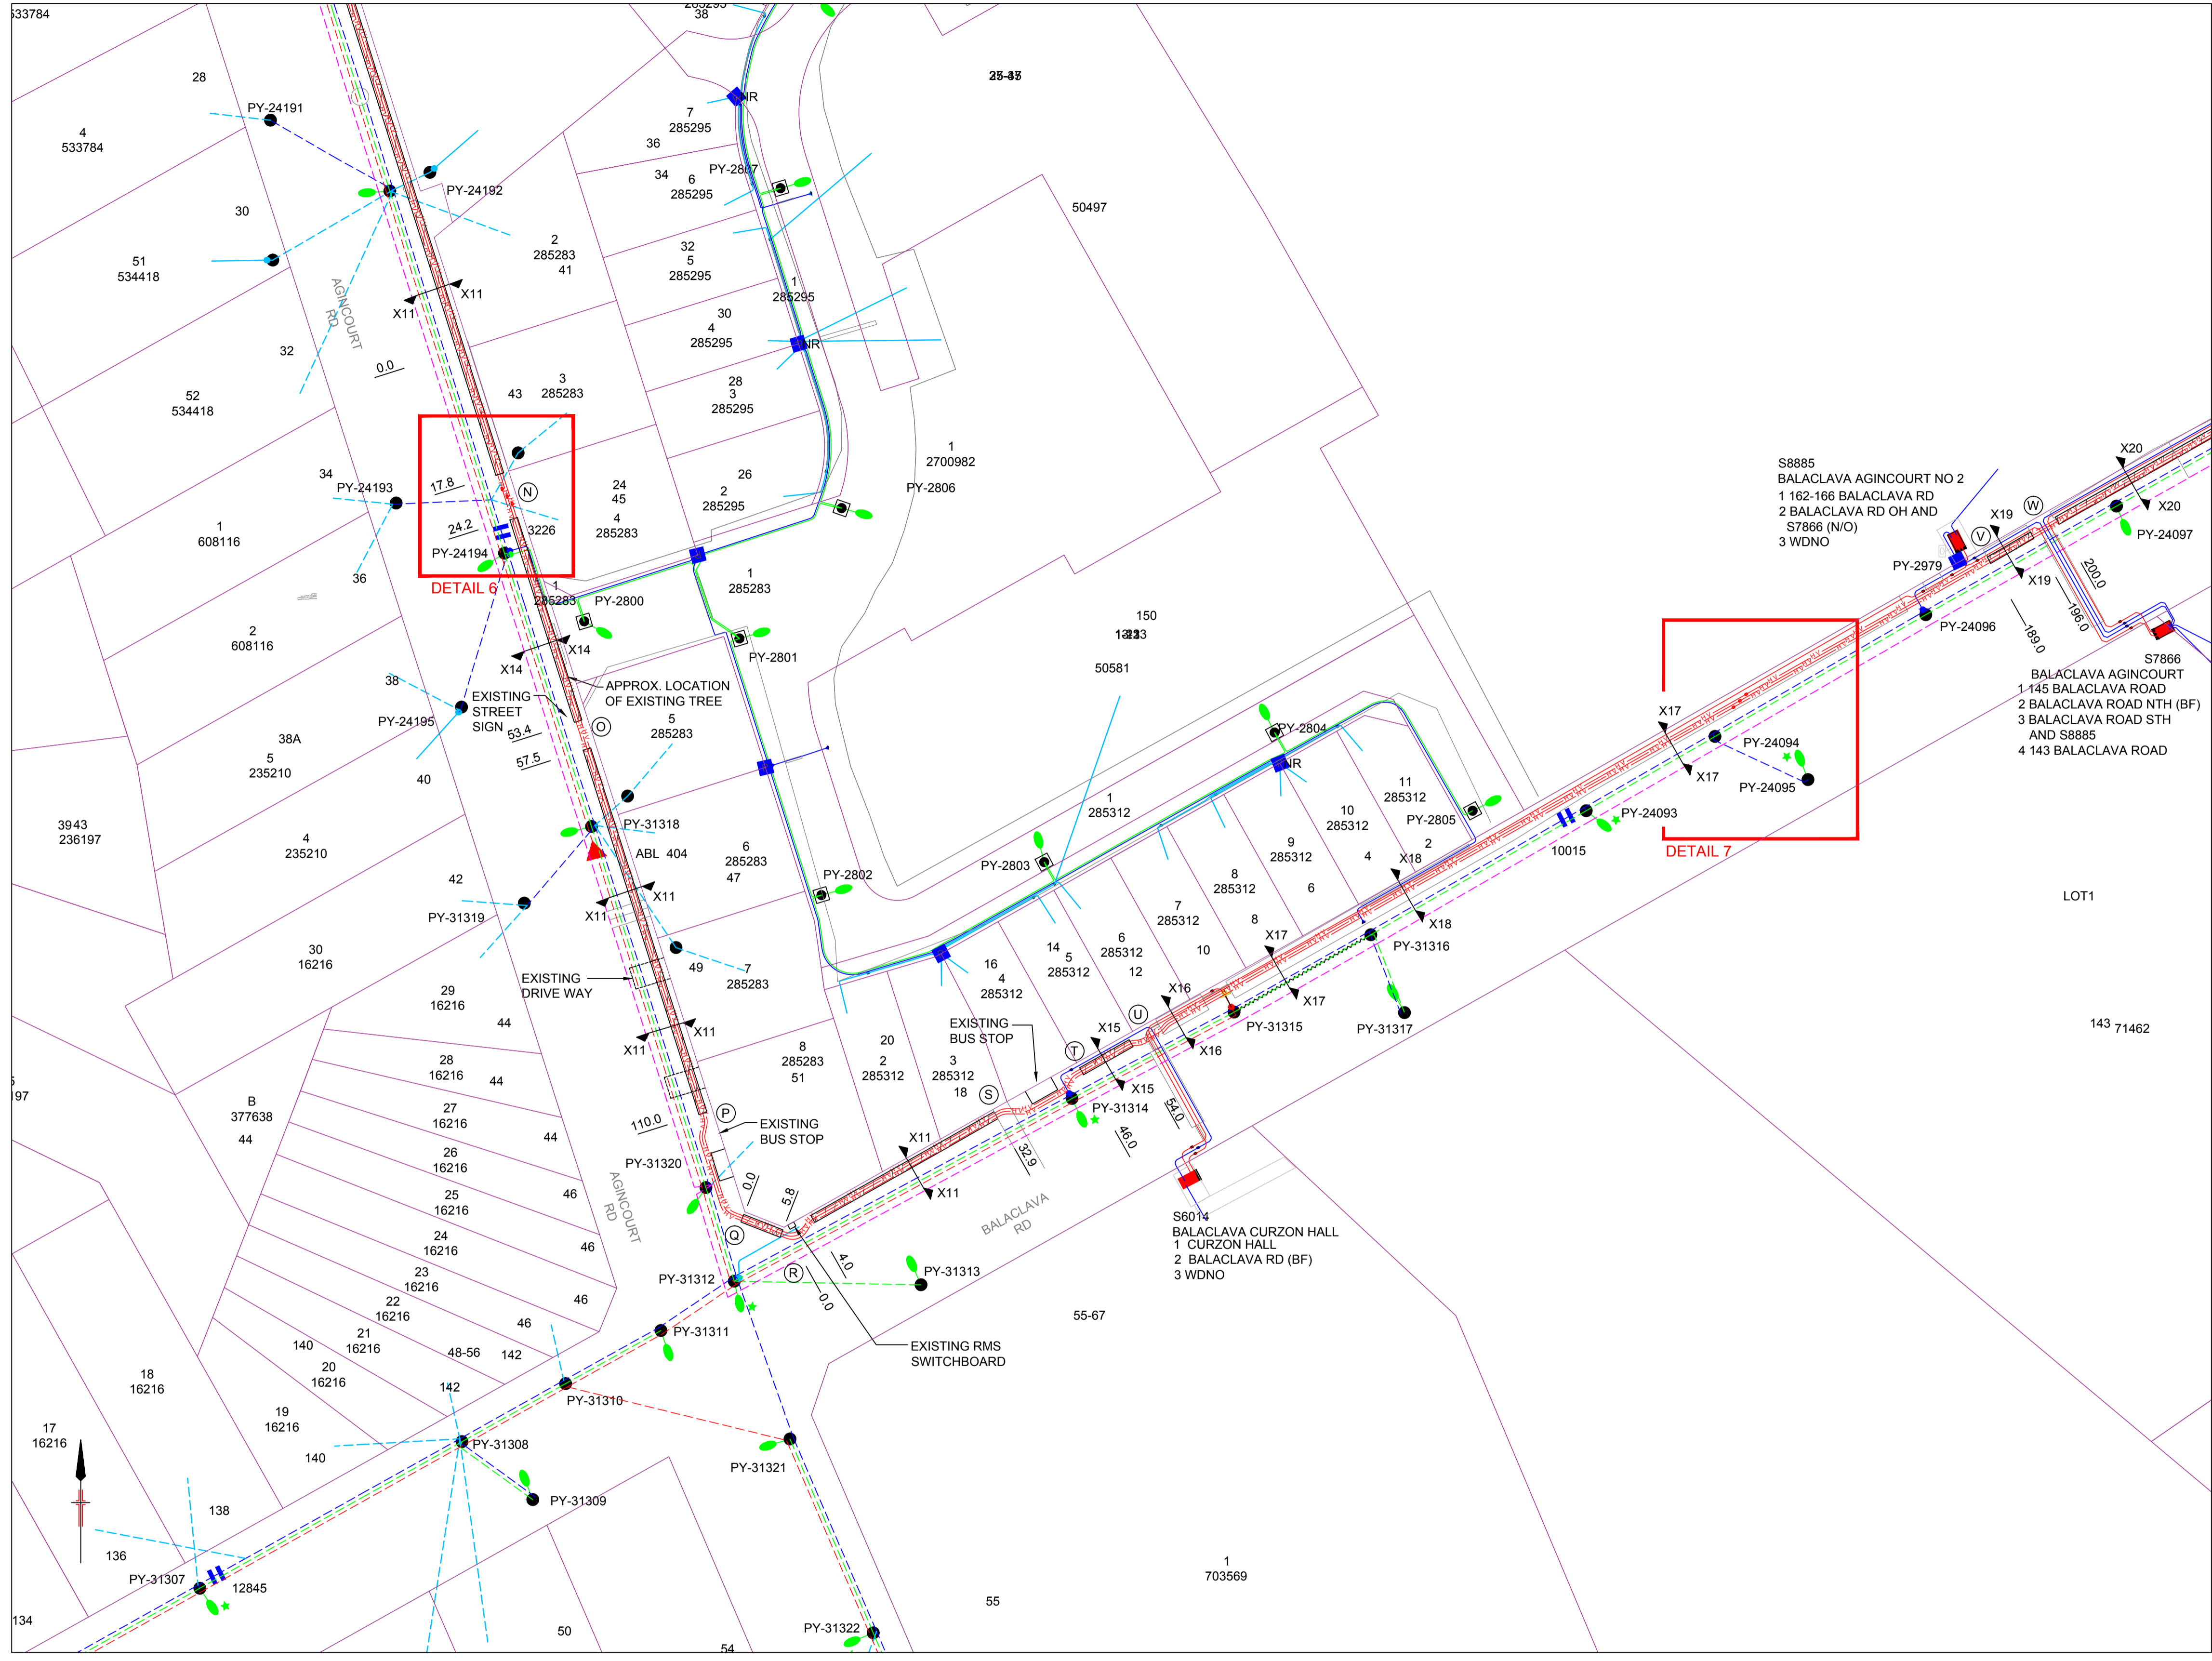 533784
28
PY-24191
4
533784
PY-24192
30
51
534418
AGINCOURT
RD
X11
X11
0.0
32
52
534418
285295
38
NR
7
285295
36
PY-2807
34
6
285295
2
285283
41
32
5
285295
1
285295
30
4
285295
NR
50497
43
3
285283
28
3
285295
1
2700982
34
PY-24193
17.8
N
24.2
3226
PY-24194
DETAIL 6
24
45
4
285283
26
2
285295
PY-2806
1
608116
36
1
285283
PY-2800
1
285283
2
608116
X14
X14
PY-2801
150
50581
38
PY-24195
EXISTING
STREET
SIGN
APPROX. LOCATION
OF EXISTING TREE
5
285283
O
53.4
57.5
38A
5
235210
40
3943
236197
4
235210
PY-31318
ABL 404
6
285283
47
PY-2802
42
PY-31319
X11
X11
30
16216
EXISTING
DRIVE WAY
49
7
285283
29
16216
44
X11
X11
28
16216
44
27
16216
44
B
377638
44
26
16216
25
16216
46
24
16216
46
23
16216
46
22
16216
46
21
16216
48-56
142
140
20
16216
142
19
16216
140
18
16216
17
16216
138
136
134
8
285283
51
P
110.0
EXISTING
BUS STOP
PY-31320
AGINCOURT
RD
0.0
5.8
Q
R
4.0
0.0
PY-31312
PY-31313
PY-31311
EXISTING RMS
SWITCHBOARD
PY-31310
PY-31308
PY-31309
PY-31321
PY-31307
12845
PY-31322
50
54
55
1
703569
55-67
20
2
285312
3
285312
18
S
X11
X11
16
4
285312
14
5
285312
6
285312
12
7
285312
10
8
285312
8
9
285312
6
10
285312
4
11
285312
2
1
285312
PY-2803
PY-2804
NR
PY-2805
EXISTING
BUS STOP
T
X15
X15
U
X16
X16
X17
X17
X18
X18
PY-31314
PY-31315
PY-31316
PY-31317
32.9
46.0
54.0
BALACLAVA
RD
S6014
BALACLAVA CURZON HALL
1 CURZON HALL
2 BALACLAVA RD (BF)
3 WDNO
S8885
BALACLAVA AGINCOURT NO 2
1 162-166 BALACLAVA RD
2 BALACLAVA RD OH AND
S7866 (N/O)
3 WDNO
X19
X19
V
W
X20
X20
PY-24097
PY-2979
PY-24096
200.0
196.0
189.0
S7866
BALACLAVA AGINCOURT
1 145 BALACLAVA ROAD
2 BALACLAVA ROAD NTH (BF)
3 BALACLAVA ROAD STH
AND S8885
4 143 BALACLAVA ROAD
X17
X17
PY-24094
PY-24095
PY-24093
10015
DETAIL 7
LOT1
143 71462